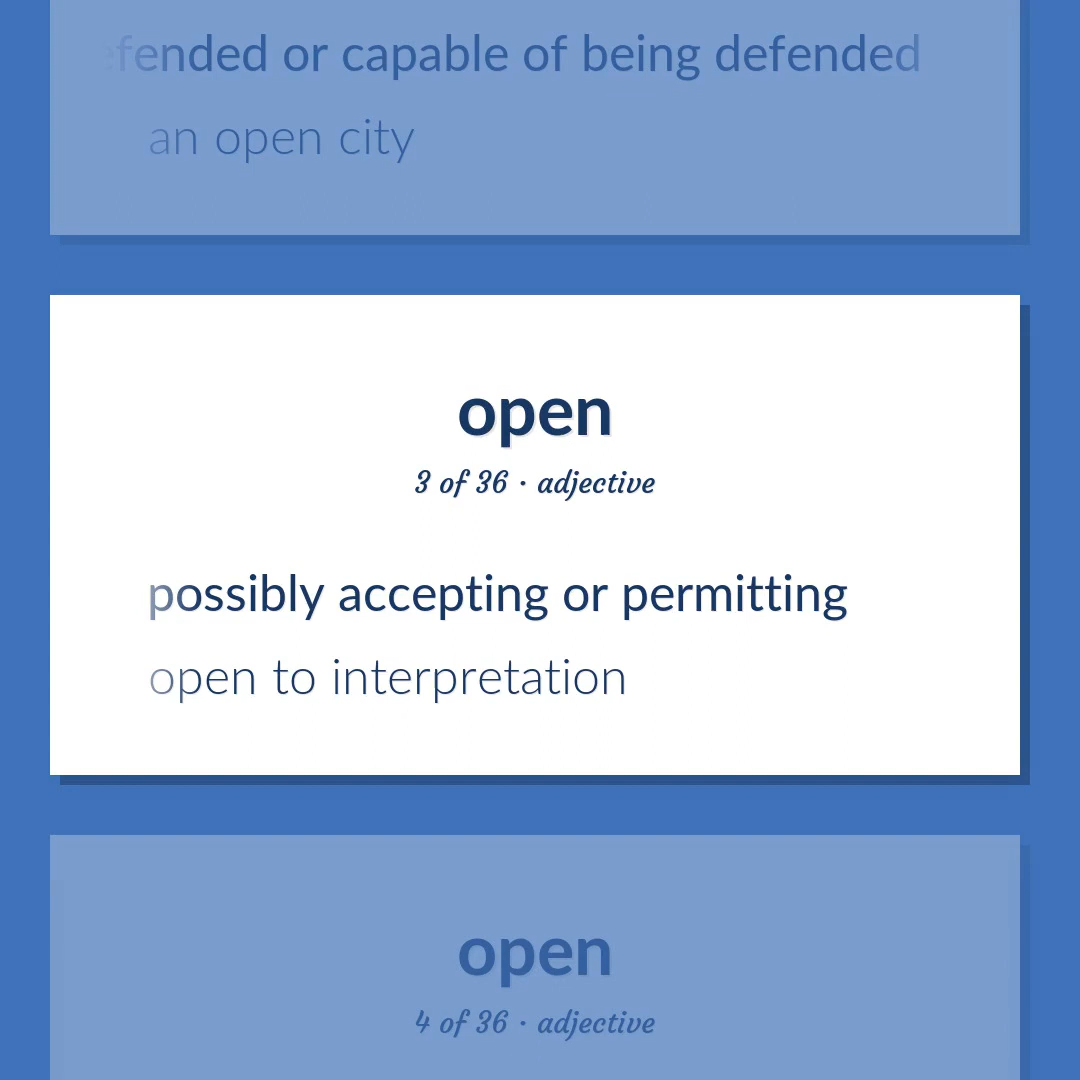 efended or capable of being defended
an open city
open
3 of 36 · adjective
possibly accepting or permitting
open to interpretation
open
4 of 36 · adjective